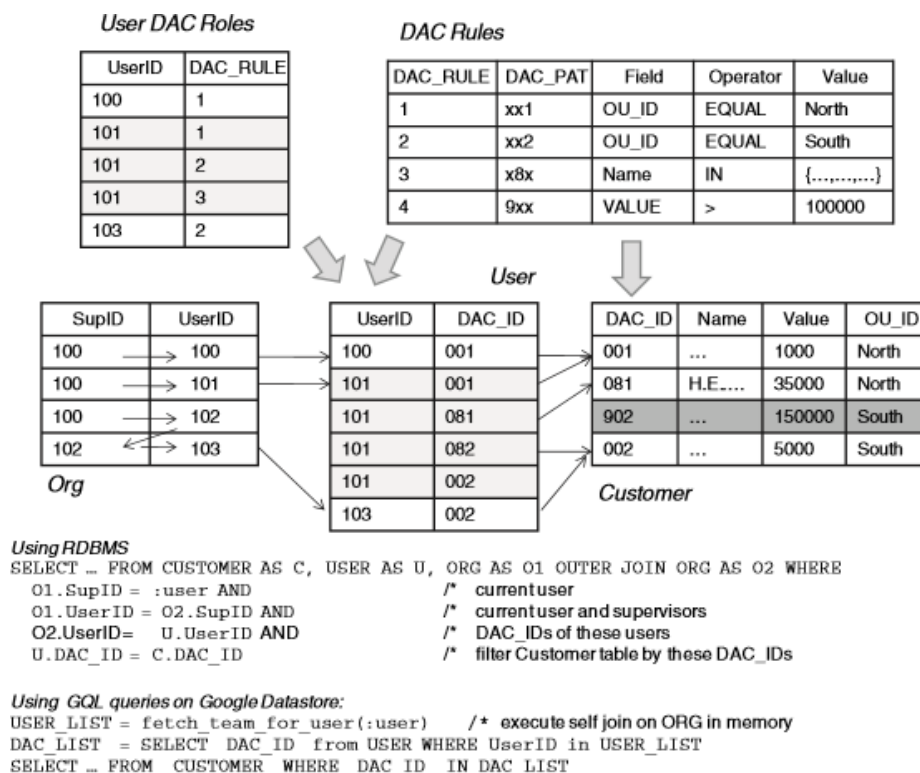 User DAC Roles
UserID DAC_RULE
100 1
101 1
101 2
101 3
103 2
DAC Rules
DAC_RULE DAC_PAT Field Operator Value
1 xx1 OU_ID EQUAL North
2 xx2 OU_ID EQUAL South
3 x8x Name IN {...,...,...}
4 9xx VALUE > 100000
SupID UserID
100 100
100 101
100 102
102 103
Org
User
UserID DAC_ID
100 001
101 001
101 081
101 082
101 002
103 002
DAC_ID Name Value OU_ID
001 ... 1000 North
081 H.E..... 35000 North
902 ... 150000 South
002 ... 5000 South
Customer
Using RDBMS
SELECT … FROM CUSTOMER AS C, USER AS U, ORG AS O1 OUTER JOIN ORG AS O2 WHERE
O1.SupID = :user AND /* current user
O1.UserID = O2.SupID AND /* current user and supervisors
O2.UserID= U.UserID AND /* DAC_IDs of these users
U.DAC_ID = C.DAC_ID /* filter Customer table by these DAC_IDs
Using GQL queries on Google Datastore:
USER_LIST = fetch_team_for_user(:user) /* execute self join on ORG in memory
DAC_LIST = SELECT DAC_ID from USER WHERE UserID in USER_LIST
SELECT … FROM CUSTOMER WHERE DAC_ID IN DAC_LIST